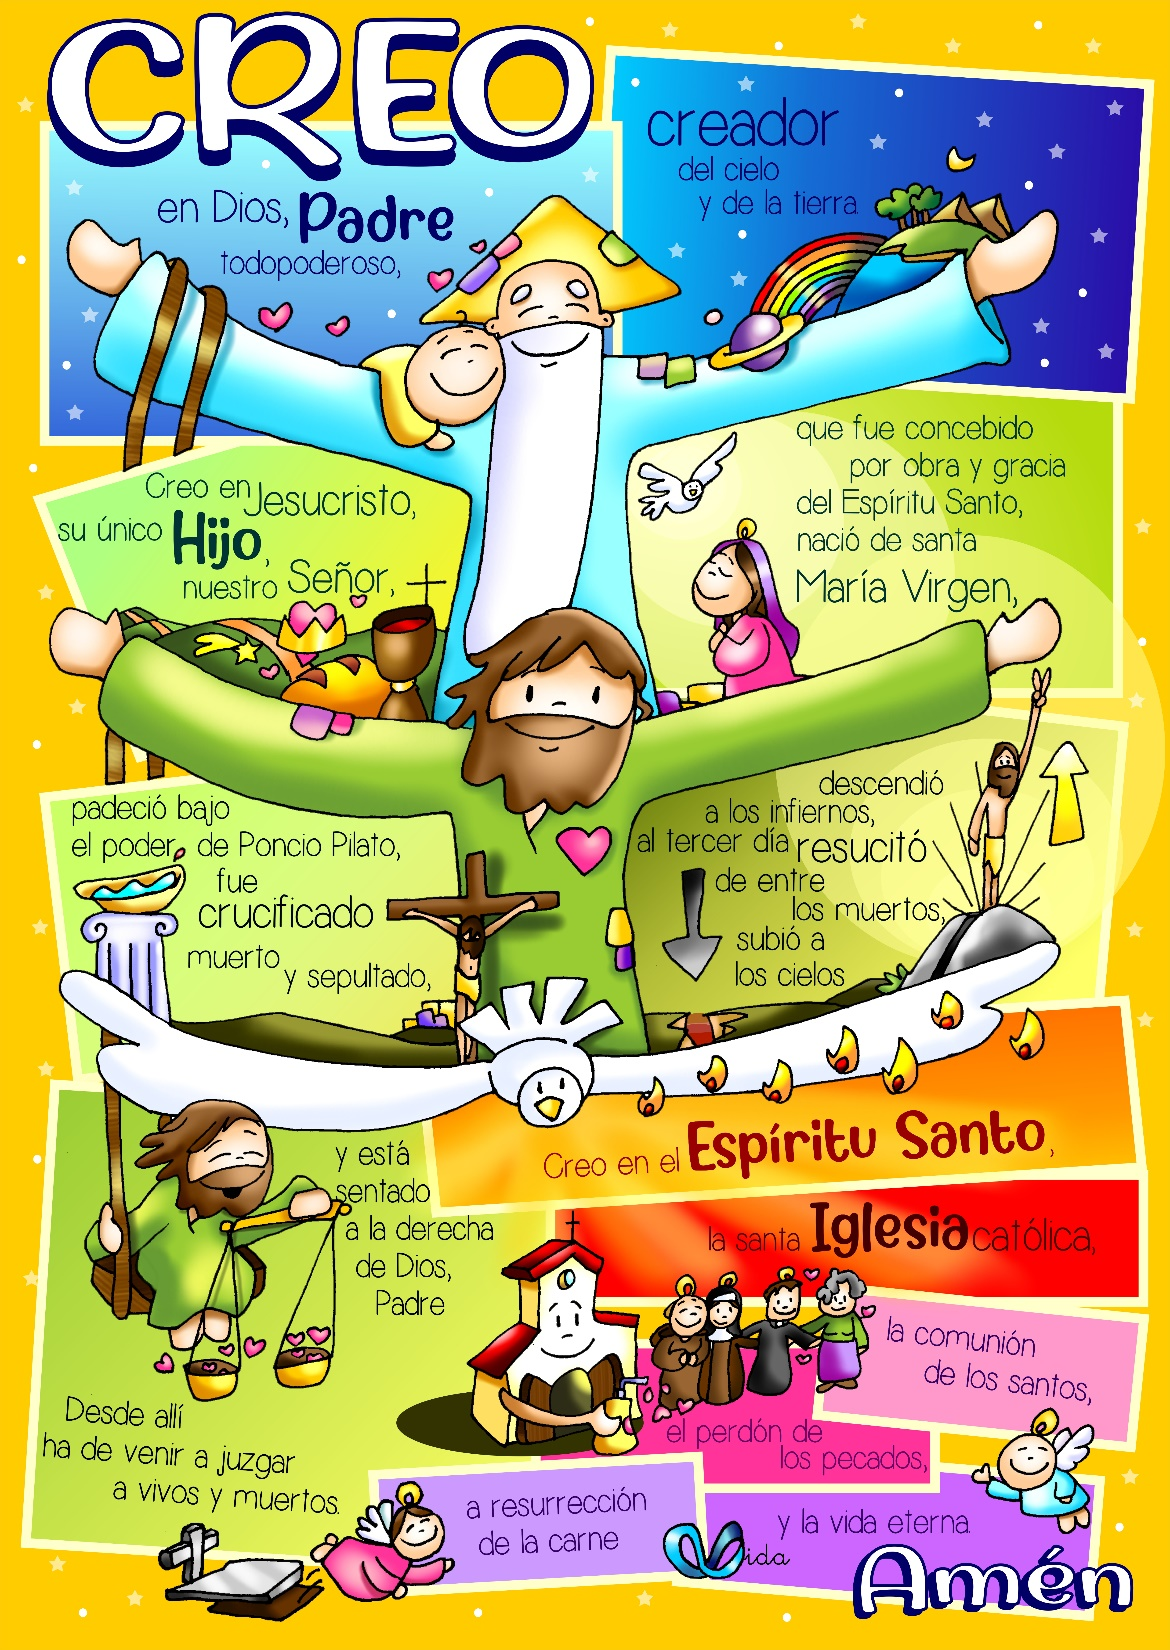 CREO
en Dios, Padre
todopoderoso,
creador
del cielo
y de la tierra.
Creo en Jesucristo,
su único Hijo,
nuestro Señor,
que fue concebido
por obra y gracia
del Espíritu Santo,
nació de santa
María Virgen,
padeció bajo
el poder de Poncio Pilato,
fue
crucificado
muerto
y sepultado,
descendió
a los infiernos,
al tercer día resucitó
de entre
los muertos,
subió a
los cielos
y está
sentado
a la derecha
de Dios,
Padre
Desde allí
ha de venir a juzgar
a vivos y muertos.
Creo en el Espíritu Santo,
la santa Iglesia católica,
la comunión
de los santos,
el perdón de
los pecados,
a resurrección
de la carne
y la vida eterna.
Vida
Amén